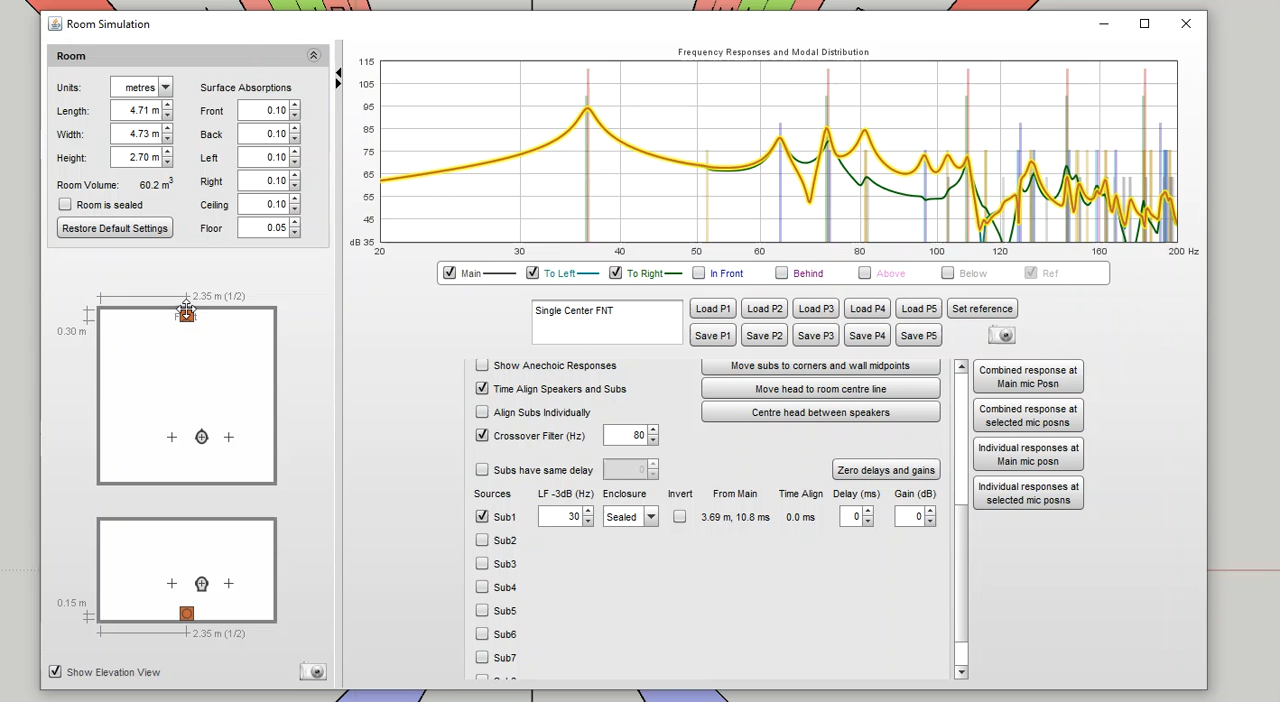 Room Simulation
Room
Units: metres Surface Absorptions
Length: 4.71 m Front 0.10
Width: 4.73 m Back 0.10
Height: 2.70 m Left 0.10
Room Volume: 60.2 m3 Right 0.10
Room is sealed Ceiling 0.10
Restore Default Settings Floor 0.05
2.35 m (1/2)
0.30 m
0.15 m
2.35 m (1/2)
Show Elevation View
Frequency Responses and Modal Distribution
115
105
95
85
75
65
55
45
dB 35
20 30 40 50 60 80 100 120 160 200 Hz
Main To Left To Right In Front Behind Above Below Ref
Single Center FNT
Load P1 Load P2 Load P3 Load P4 Load P5 Set reference
Save P1 Save P2 Save P3 Save P4 Save P5
Show Anechoic Responses Move subs to corners and wall midpoints
Time Align Speakers and Subs Move head to room centre line
Align Subs Individually Centre head between speakers
Crossover Filter (Hz) 80
Subs have same delay 0 Zero delays and gains
Sources LF -3dB (Hz) Enclosure Invert From Main Time Align Delay (ms) Gain (dB)
Sub1 30 Sealed 3.69 m, 10.8 ms 0.0 ms 0 0
Sub2
Sub3
Sub4
Sub5
Sub6
Sub7
Combined response at
Main mic Posn
Combined response at
selected mic posns
Individual responses at
Main mic posn
Individual responses at
selected mic posns